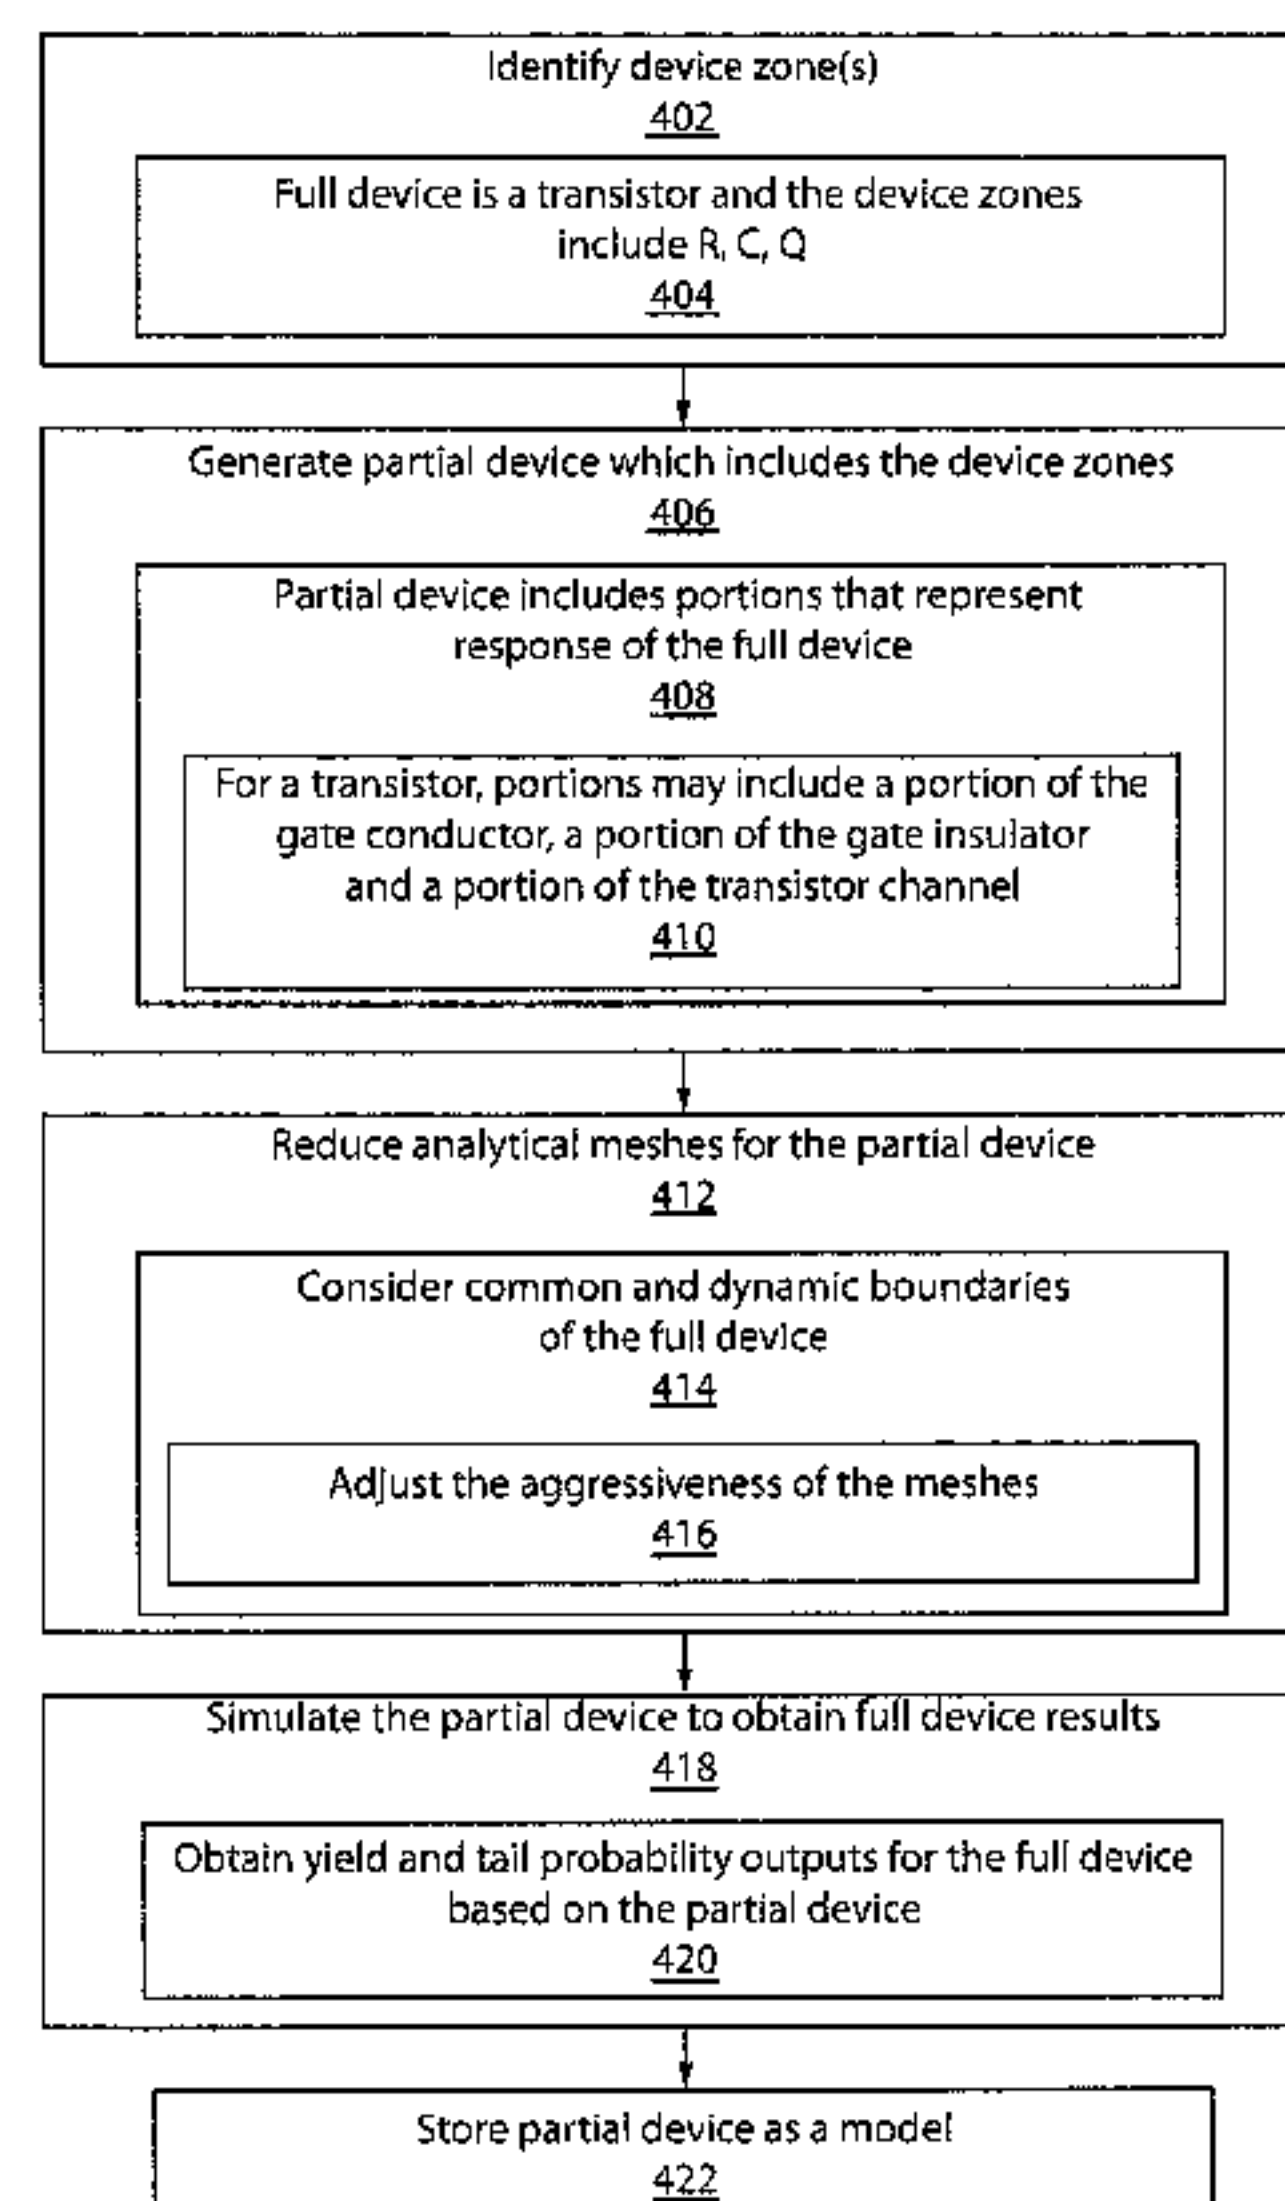 Identify device zone(s)
402
Full device is a transistor and the device zones
include R, C, Q
404
Generate partial device which includes the device zones
406
Partial device includes portions that represent
response of the full device
408
For a transistor, portions may include a portion of the
gate conductor, a portion of the gate insulator
and a portion of the transistor channel
410
Reduce analytical meshes for the partial device
412
Consider common and dynamic boundaries
of the full device
414
Adjust the aggressiveness of the meshes
416
Simulate the partial device to obtain full device results
418
Obtain yield and tail probability outputs for the full device
based on the partial device
420
Store partial device as a model
422